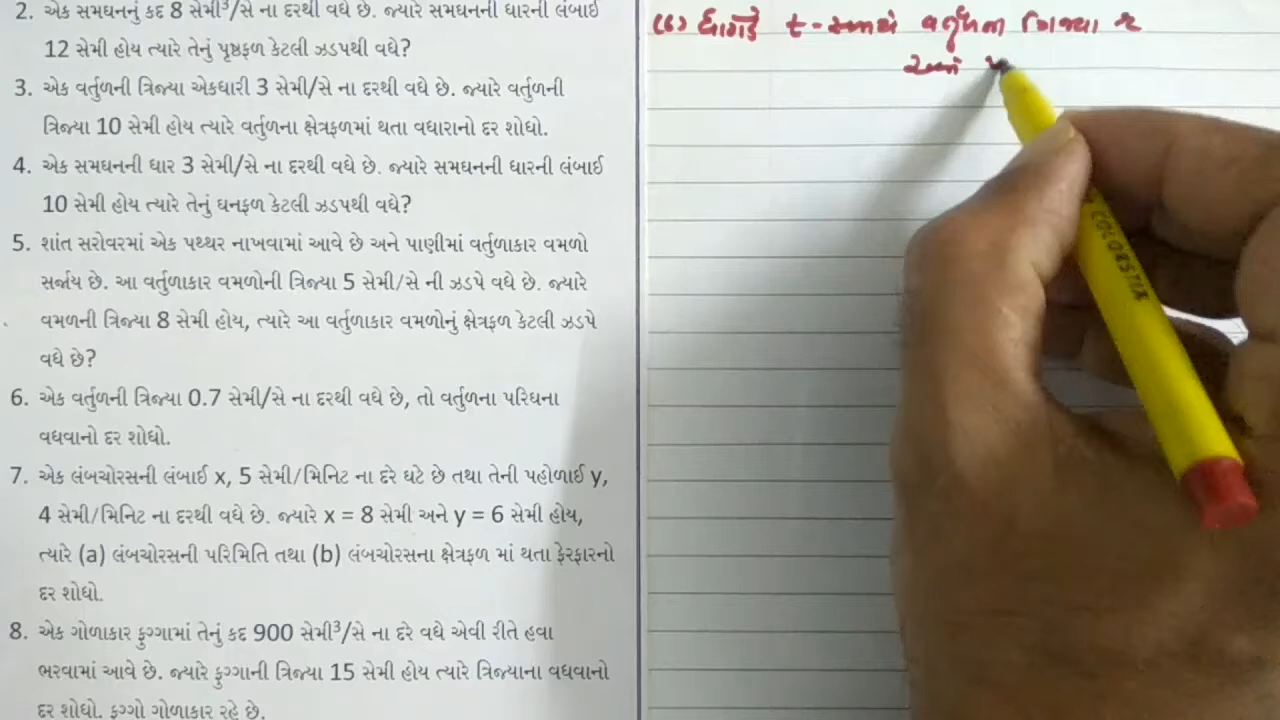 2. એક સમઘનનું કદ 8 સેમી³/સે ના દરથી વધે છે. જ્યારે સમઘનની ધારની લંબાઈ
12 સેમી હોય ત્યારે તેનું પૃષ્ઠફળ કેટલી ઝડપથી વધે?
3. એક વર્તુળની ત્રિજ્યા એકધારી 3 સેમી/સે ના દરથી વધે છે. જ્યારે વર્તુળની
ત્રિજ્યા 10 સેમી હોય ત્યારે વર્તુળના ક્ષેત્રફળમાં થતા વધારાનો દર શોધો.
4. એક સમઘનની ધાર 3 સેમી/સે ના દરથી વધે છે. જ્યારે સમઘનની ધારની લંબાઈ
10 સેમી હોય ત્યારે તેનું ઘનફળ કેટલી ઝડપથી વધે?
5. શાંત સરોવરમાં એક પથ્થર નાખવામાં આવે છે અને પાણીમાં વર્તુળાકાર વમળો
સર્જાય છે. આ વર્તુળાકાર વમળોની ત્રિજ્યા 5 સેમી/સે ની ઝડપે વધે છે. જ્યારે
વમળની ત્રિજ્યા 8 સેમી હોય, ત્યારે આ વર્તુળાકાર વમળોનું ક્ષેત્રફળ કેટલી ઝડપે
વધે છે?
6. એક વર્તુળની ત્રિજ્યા 0.7 સેમી/સે ના દરથી વધે છે, તો વર્તુળના પરિઘના
વધવાનો દર શોધો.
7. એક લંબચોરસની લંબાઈ x, 5 સેમી/મિનિટ ના દરે ઘટે છે તથા તેની પહોળાઈ y,
4 સેમી/મિનિટ ના દરથી વધે છે. જ્યારે x = 8 સેમી અને y = 6 સેમી હોય,
ત્યારે (a) લંબચોરસની પરિમિતિ તથા (b) લંબચોરસના ક્ષેત્રફળ માં થતા ફેરફારનો
દર શોધો.
8. એક ગોળાકાર ફુગ્ગામાં તેનું કદ 900 સેમી³/સે ના દરે વધે એવી રીતે હવા
ભરવામાં આવે છે. જ્યારે ફુગ્ગાની ત્રિજ્યા 15 સેમી હોય ત્યારે ત્રિજ્યાના વધવાનો
દર શોધો. ફુગ્ગો ગોળાકાર રહે છે.
(6) ધારોકે t-સમયે વર્તુળના ત્રિજ્યા r
COLORSTIX